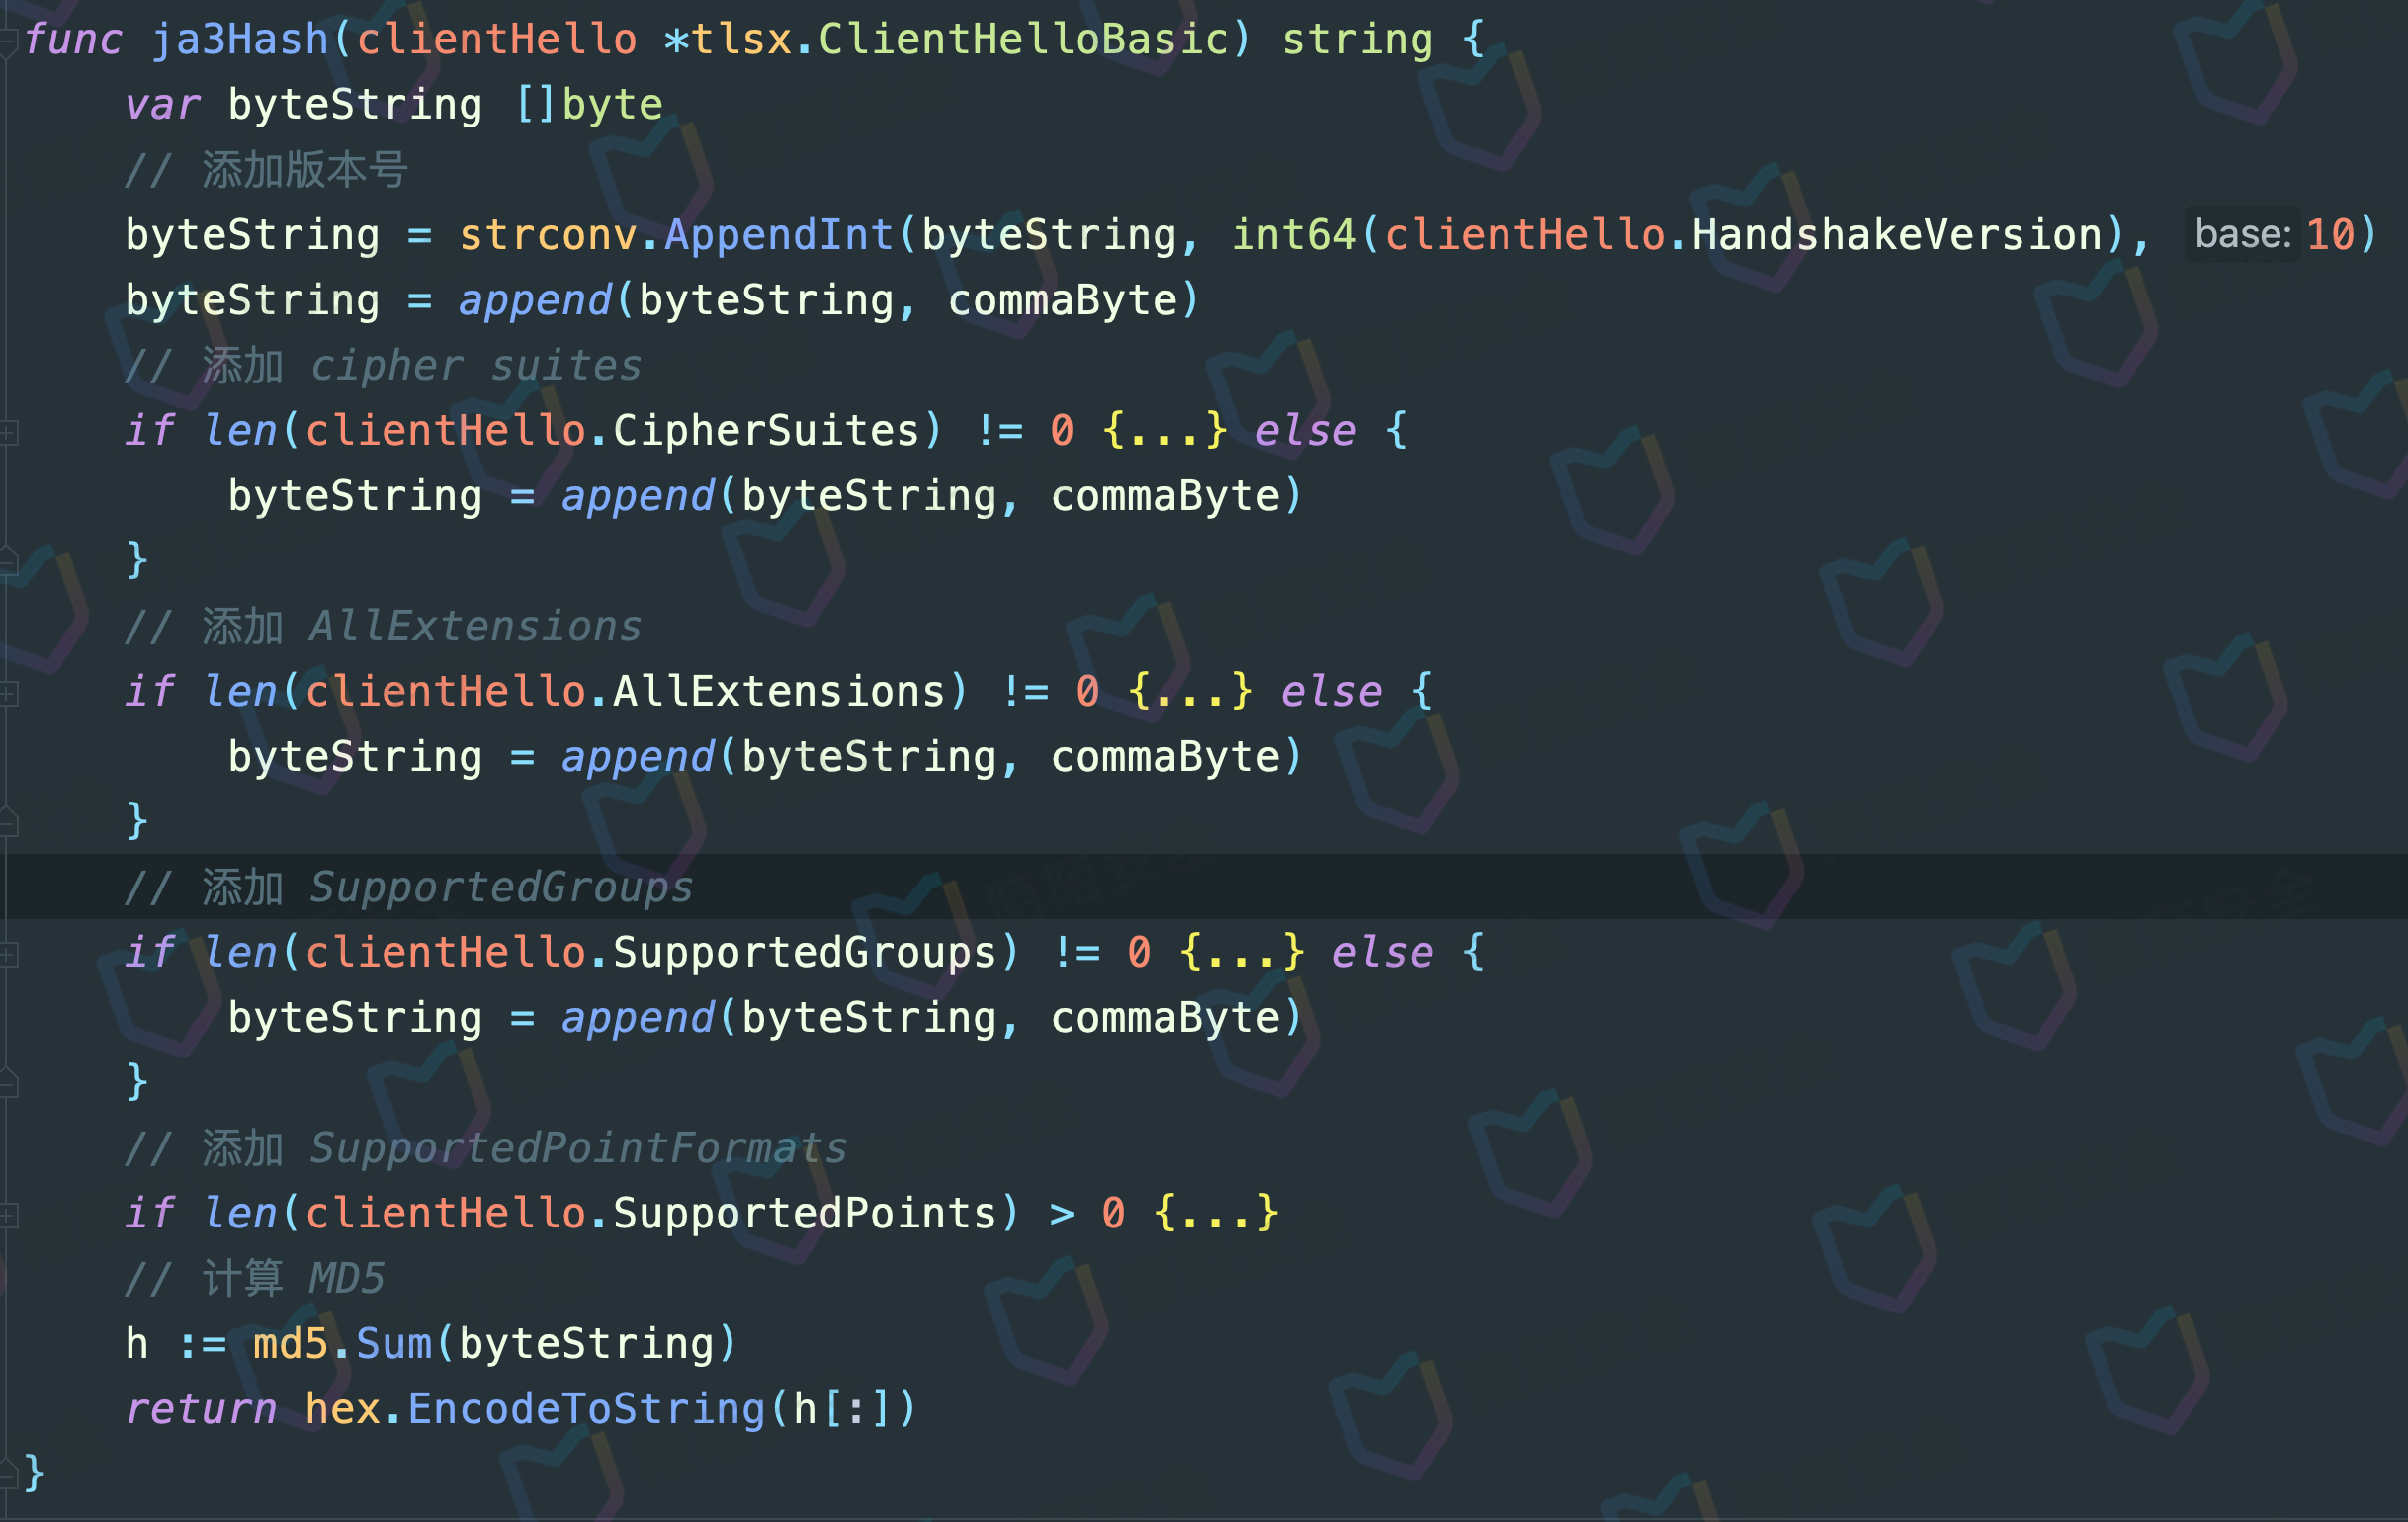 func ja3Hash(clientHello *tlsx.ClientHelloBasic) string {
var byteString []byte
// 添加版本号
byteString = strconv.AppendInt(byteString, int64(clientHello.HandshakeVersion), base: 10)
byteString = append(byteString, commaByte)
// 添加 cipher suites
if len(clientHello.CipherSuites) != 0 {...} else {
byteString = append(byteString, commaByte)
}
// 添加 AllExtensions
if len(clientHello.AllExtensions) != 0 {...} else {
byteString = append(byteString, commaByte)
}
// 添加 SupportedGroups
if len(clientHello.SupportedGroups) != 0 {...} else {
byteString = append(byteString, commaByte)
}
// 添加 SupportedPointFormats
if len(clientHello.SupportedPoints) > 0 {...}
// 计算 MD5
h := md5.Sum(byteString)
return hex.EncodeToString(h[:])
}